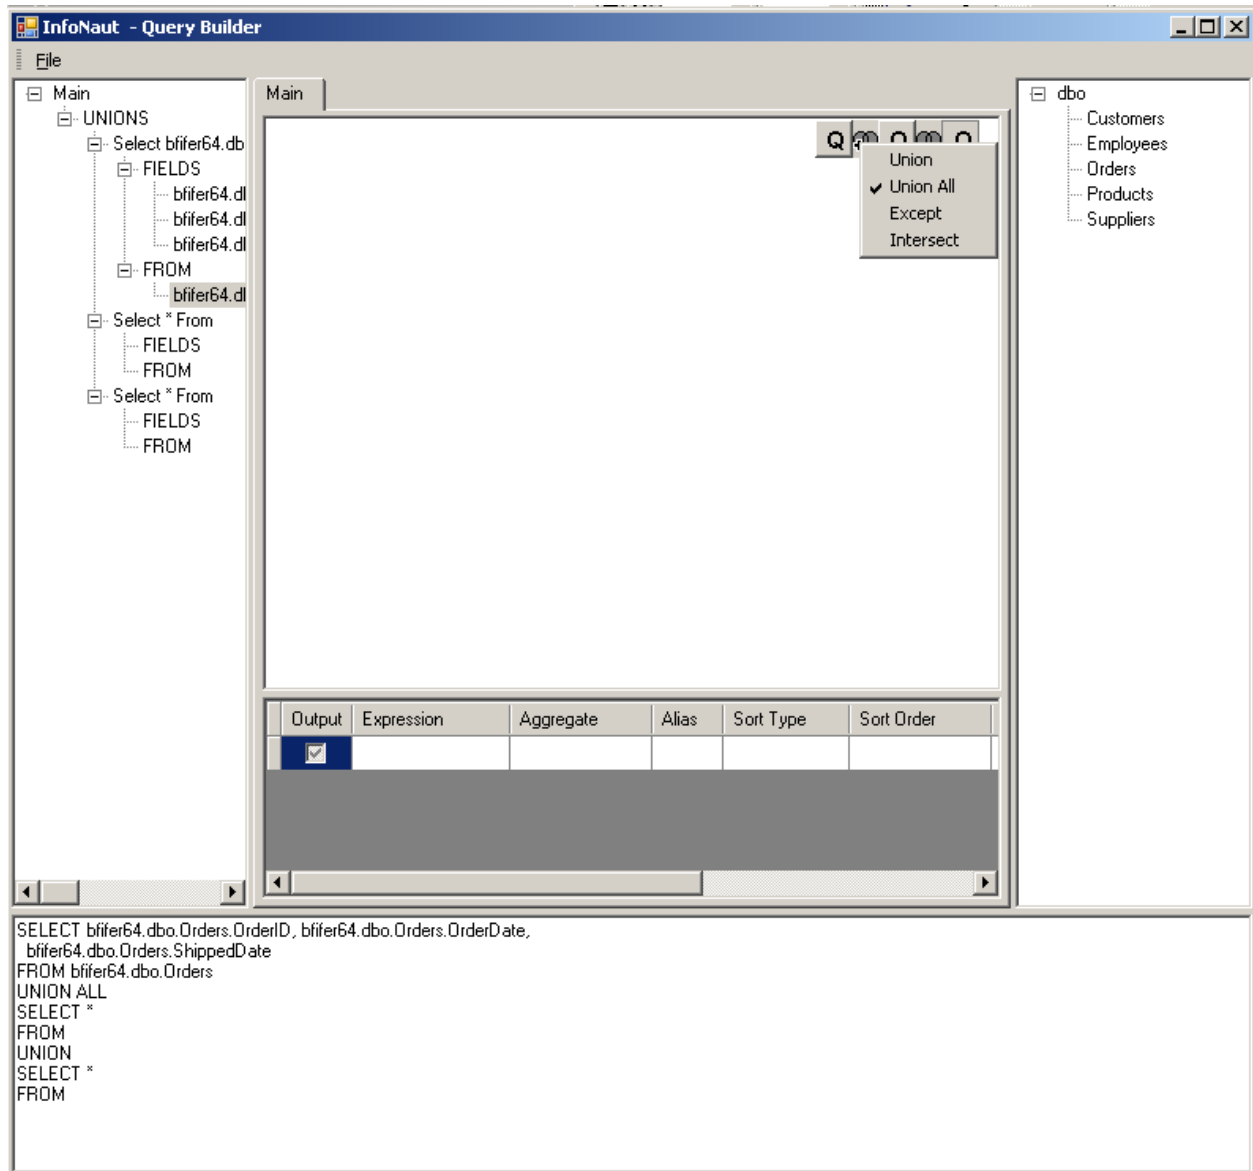 InfoNaut - Query Builder
File
Main
UNIONS
Select bfifer64.db
FIELDS
bfifer64.dl
bfifer64.dl
bfifer64.dl
FROM
bfifer64.dl
Select * From
FIELDS
FROM
Select * From
FIELDS
FROM
Main
Q
Union
Union All
Except
Intersect
Output Expression Aggregate Alias Sort Type Sort Order
dbo
Customers
Employees
Orders
Products
Suppliers
SELECT bfifer64.dbo.Orders.OrderID, bfifer64.dbo.Orders.OrderDate,
bfifer64.dbo.Orders.ShippedDate
FROM bfifer64.dbo.Orders
UNION ALL
SELECT *
FROM
UNION
SELECT *
FROM